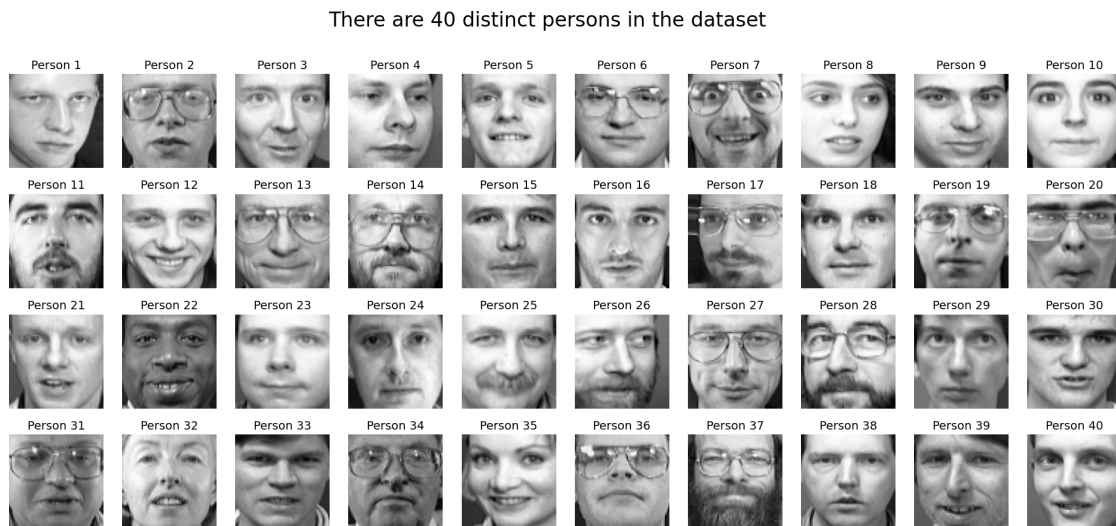 There are 40 distinct persons in the dataset
Person 1 Person 2 Person 3 Person 4 Person 5 Person 6 Person 7 Person 8 Person 9 Person 10
Person 11 Person 12 Person 13 Person 14 Person 15 Person 16 Person 17 Person 18 Person 19 Person 20
Person 21 Person 22 Person 23 Person 24 Person 25 Person 26 Person 27 Person 28 Person 29 Person 30
Person 31 Person 32 Person 33 Person 34 Person 35 Person 36 Person 37 Person 38 Person 39 Person 40